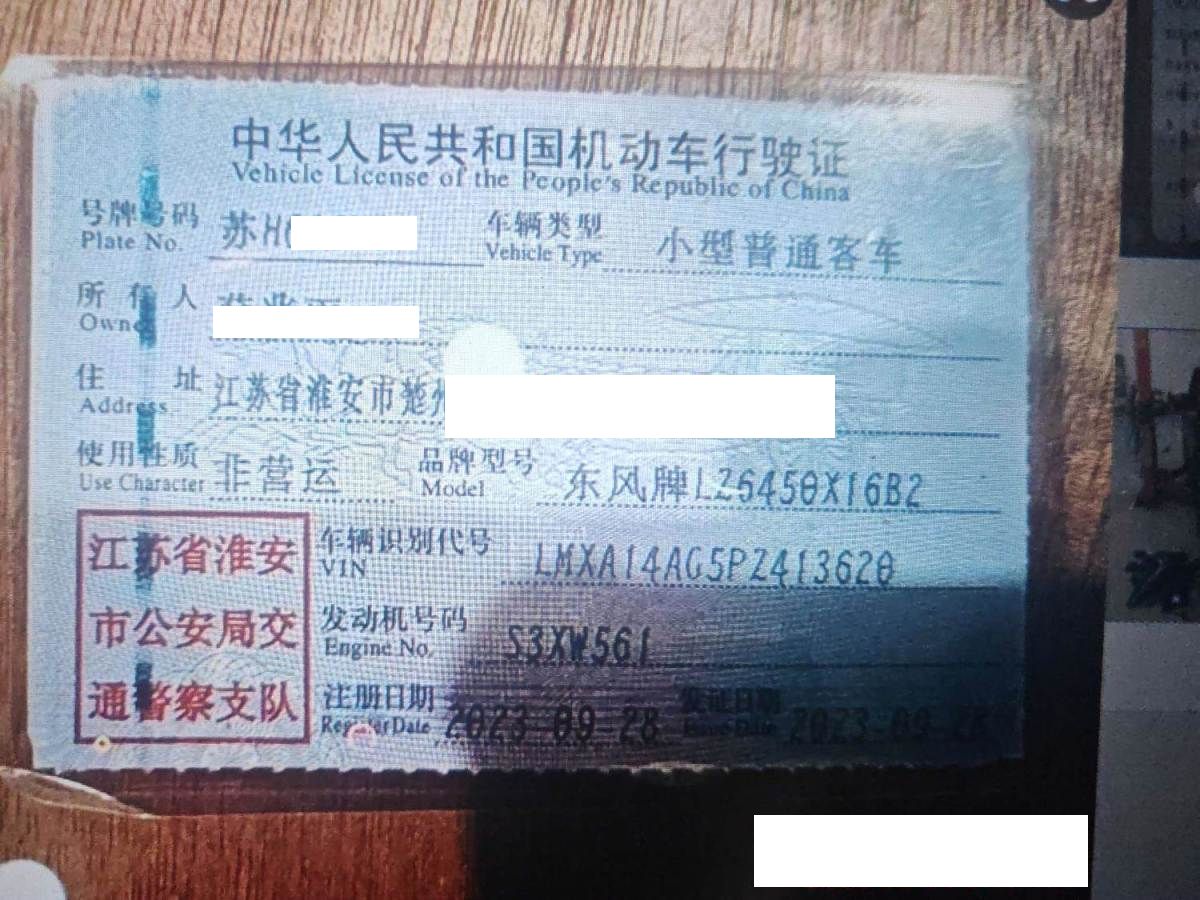 中华人民共和国机动车行驶证
Vehicle License of the People's Republic of China
号牌号码 苏H 车辆类型 小型普通客车
Plate No. Vehicle Type
所有人
Owner
住址 江苏省淮安市楚州
Address
使用性质 非营运 品牌型号 东风牌LZ6450X16B2
Use Character Model
江苏省淮安
市公安局交
通警察支队
车辆识别代号 LMXA14AG5PZ413620
VIN
发动机号码 S3XW561
Engine No.
注册日期 2023-09-28 发证日期 2023-09-28
Register Date Issue Date